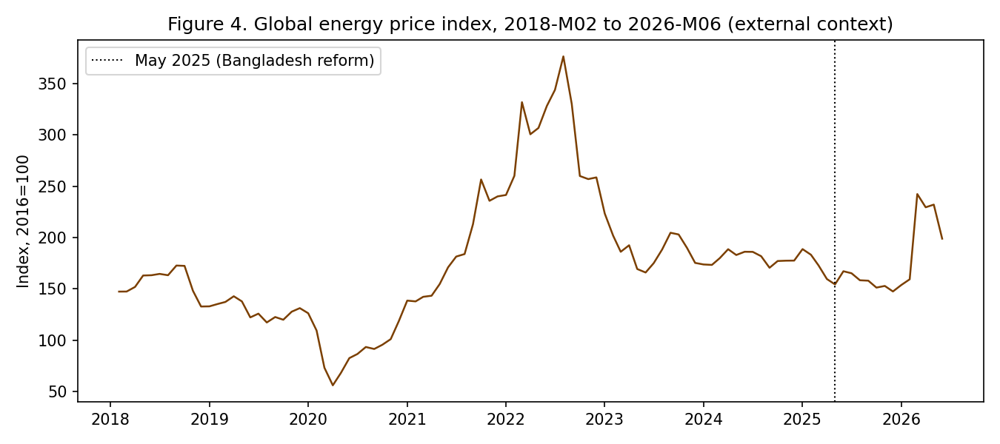 Figure 4. Global energy price index, 2018-M02 to 2026-M06 (external context)
May 2025 (Bangladesh reform)
Index, 2016=100
350
300
250
200
150
100
50
2018 2019 2020 2021 2022 2023 2024 2025 2026